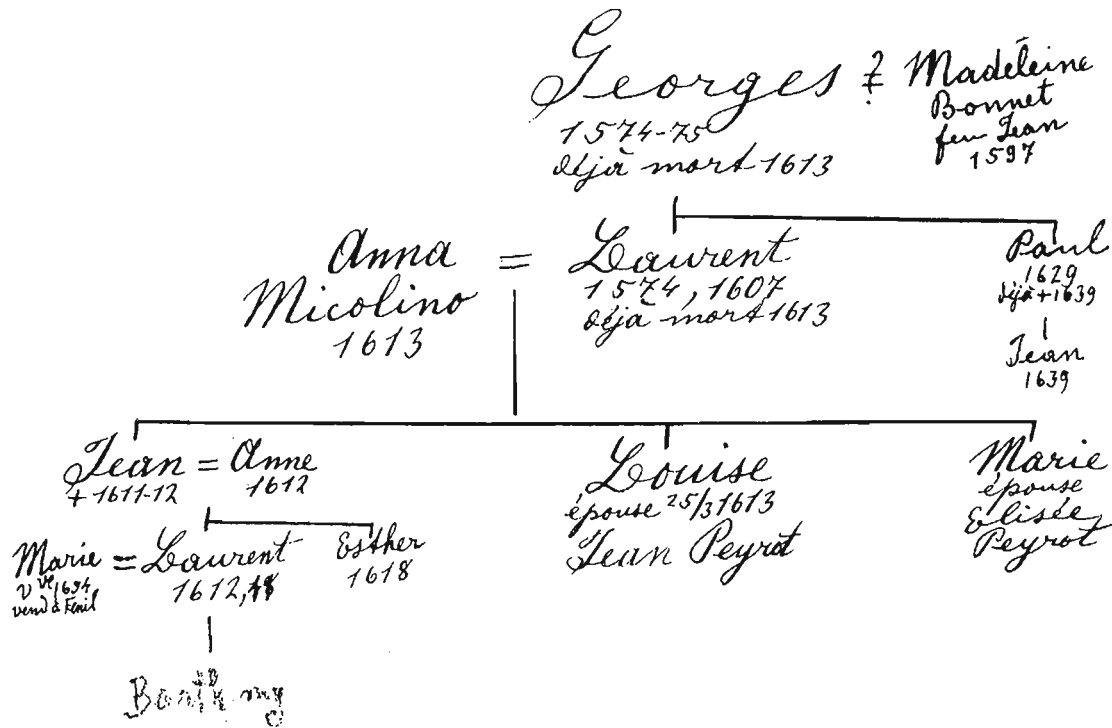 Georges ? = Madeleine
Bonnet
feu Jean
1597
1574-75
déjà mort 1613
Anna = Laurent
Micolino
1613
1574, 1607
déjà mort 1613
Paul
1629
déjà + 1639
Jean
1639
Jean = Anne
+ 1611-12
1612
Louise
épouse 25/3 1613
Jean Peyrot
Marie
épouse
Elisée
Peyrot
Marie = Laurent
vve
vend à Fenil
1612, 18
Esther
1618